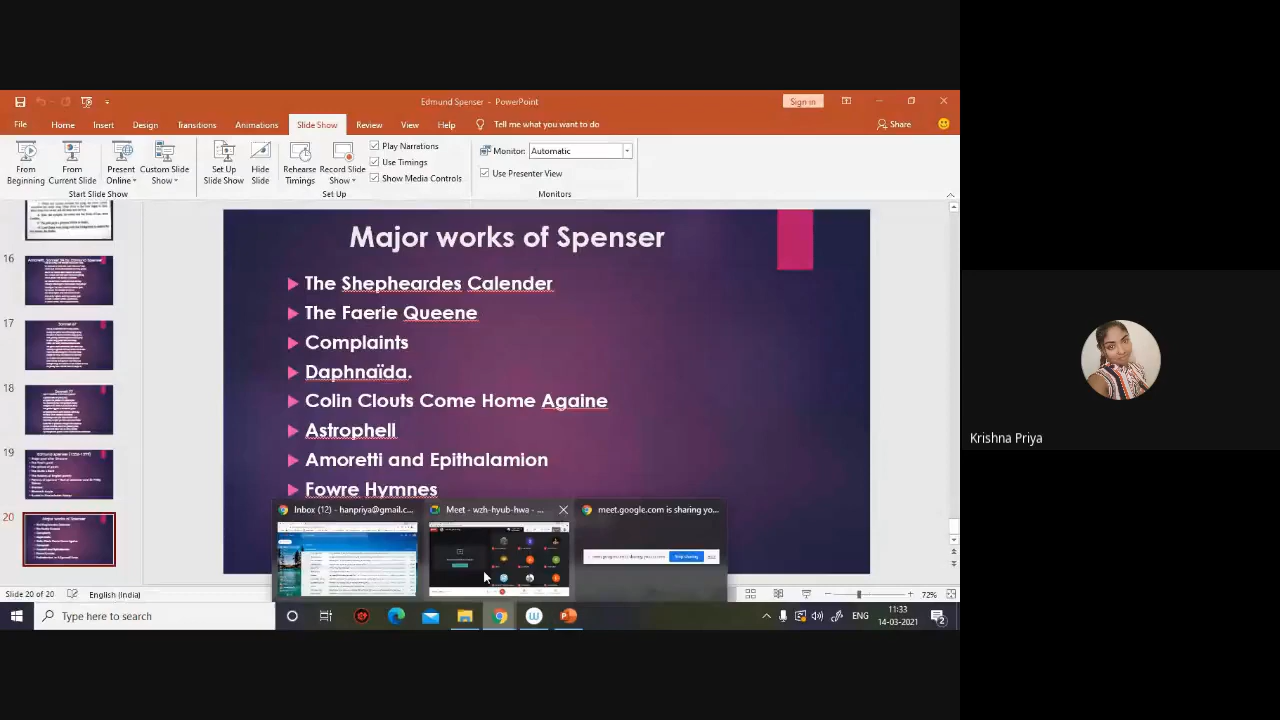 Edmund Spenser - PowerPoint
Sign in
File Home Insert Design Transitions Animations Slide Show Review View Help Tell me what you want to do Share
From Beginning
From Current Slide
Present Online
Custom Slide Show
Start Slide Show
Set Up Slide Show
Hide Slide
Rehearse Timings
Record Slide Show
Play Narrations
Use Timings
Show Media Controls
Set Up
Monitor: Automatic
Use Presenter View
Monitors
16
17
18
19
20
Major works of Spenser
The Shepheardes Calender
The Faerie Queene
Complaints
Daphnaïda.
Colin Clouts Come Home Againe
Astrophell
Amoretti and Epithalamion
Fowre Hymnes
Inbox (12) - hanpriya@gmail.c...
Meet - wzh-hyub-hwa - ...
meet.google.com is sharing yo...
Stop sharing
Krishna Priya
Slide 20 of 20 English (India) 72%
Type here to search
ENG
11:33
14-03-2021
2